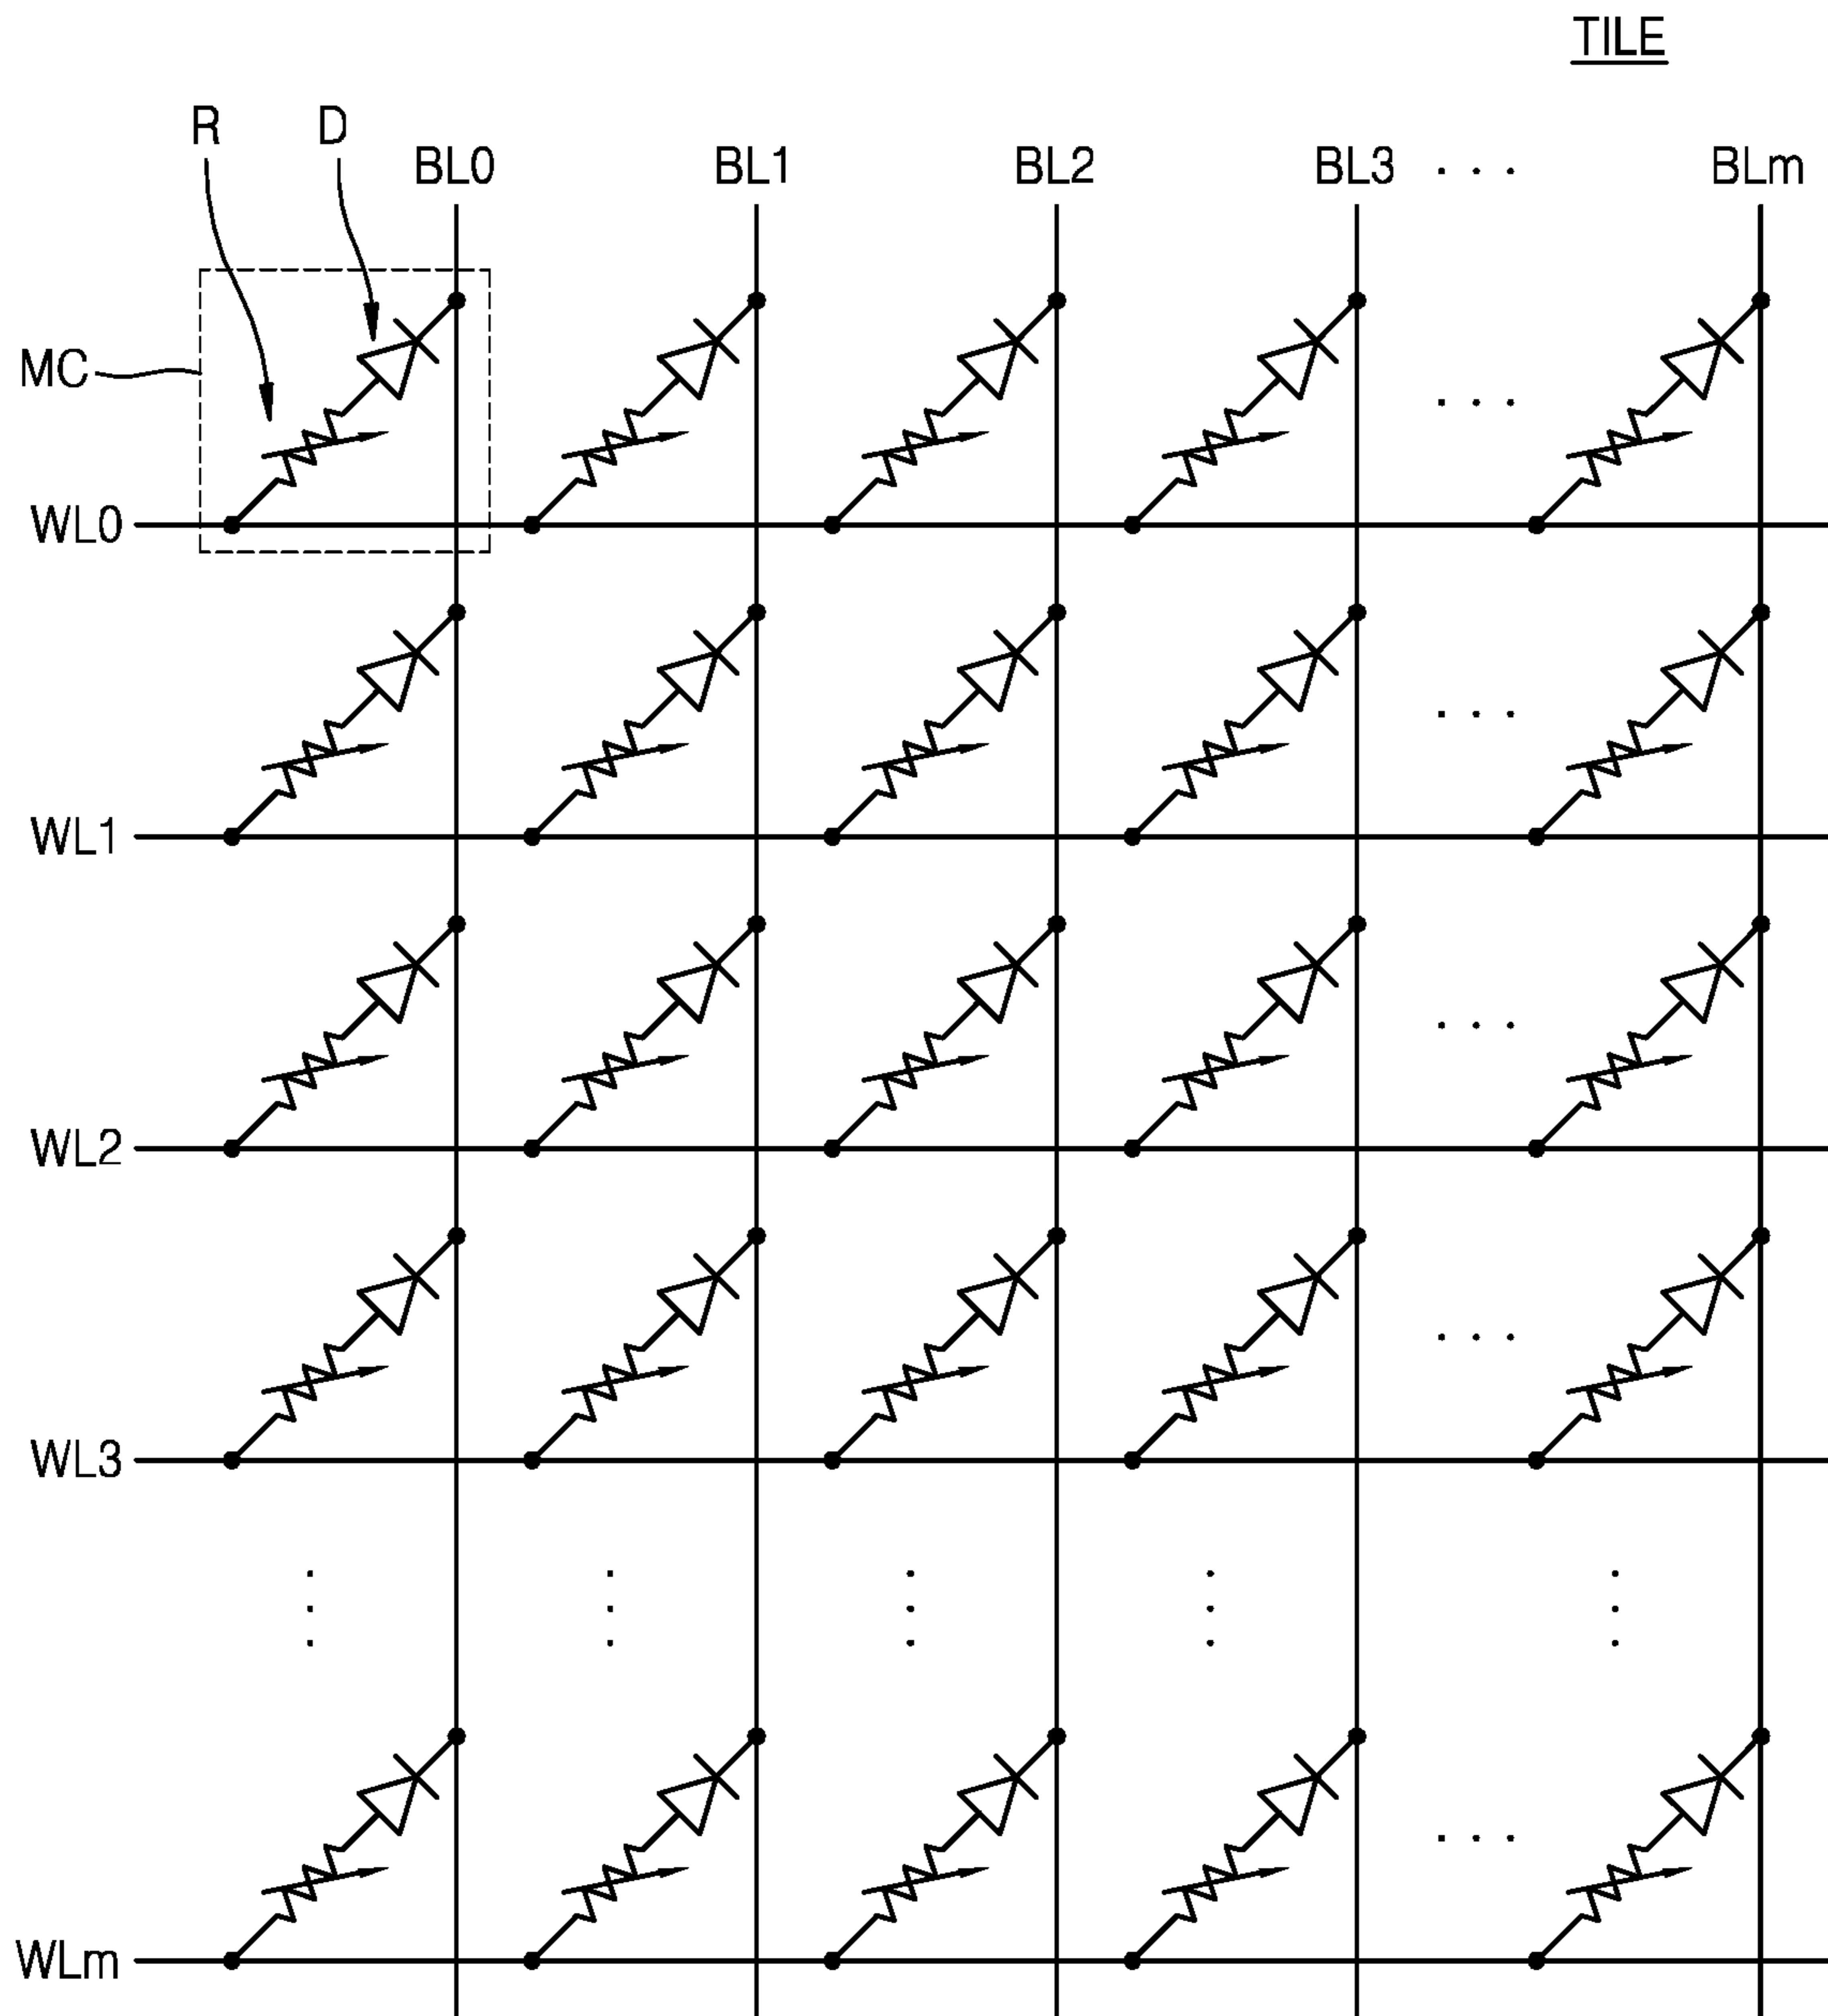 TILE
R D
BL0 BL1 BL2 BL3 · · · BLm
MC
WL0
WL1
WL2
WL3
WLm